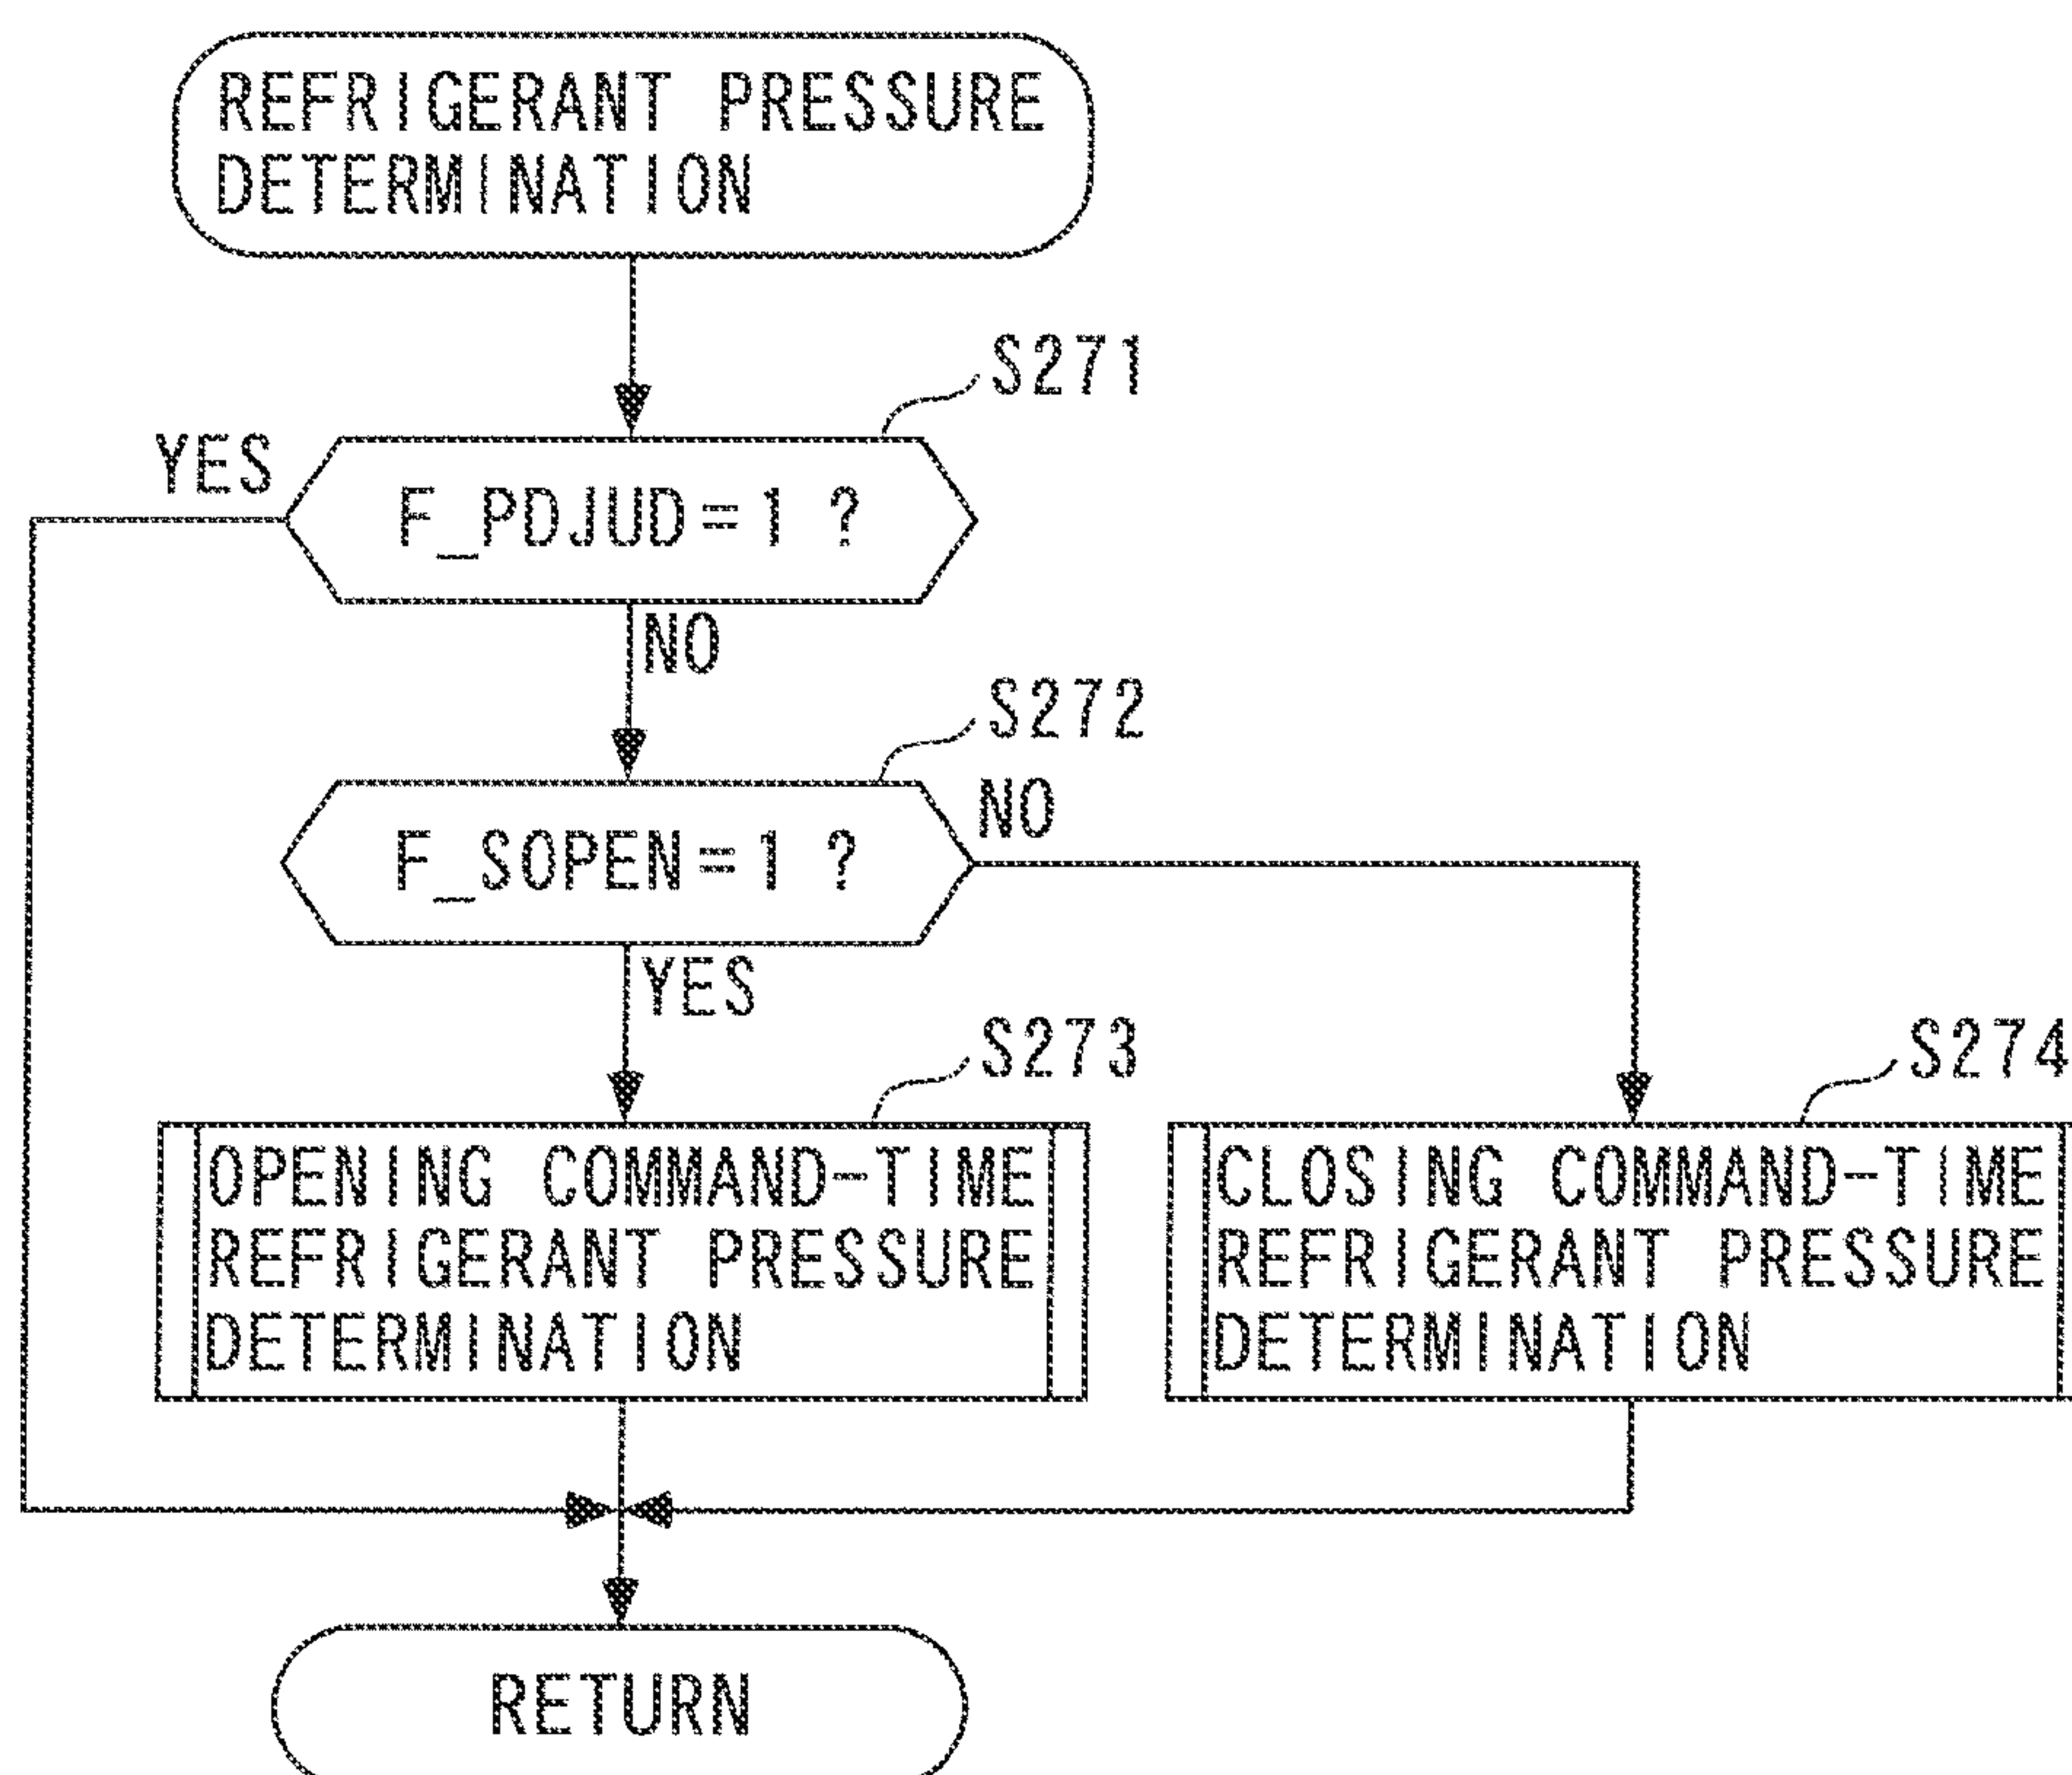 REFRIGERANT PRESSURE
DETERMINATION
S271
YES
F_PDJUD=1 ?
NO
S272
NO
F_SOPEN=1 ?
YES
S273
S274
OPENING COMMAND-TIME
REFRIGERANT PRESSURE
DETERMINATION
CLOSING COMMAND-TIME
REFRIGERANT PRESSURE
DETERMINATION
RETURN